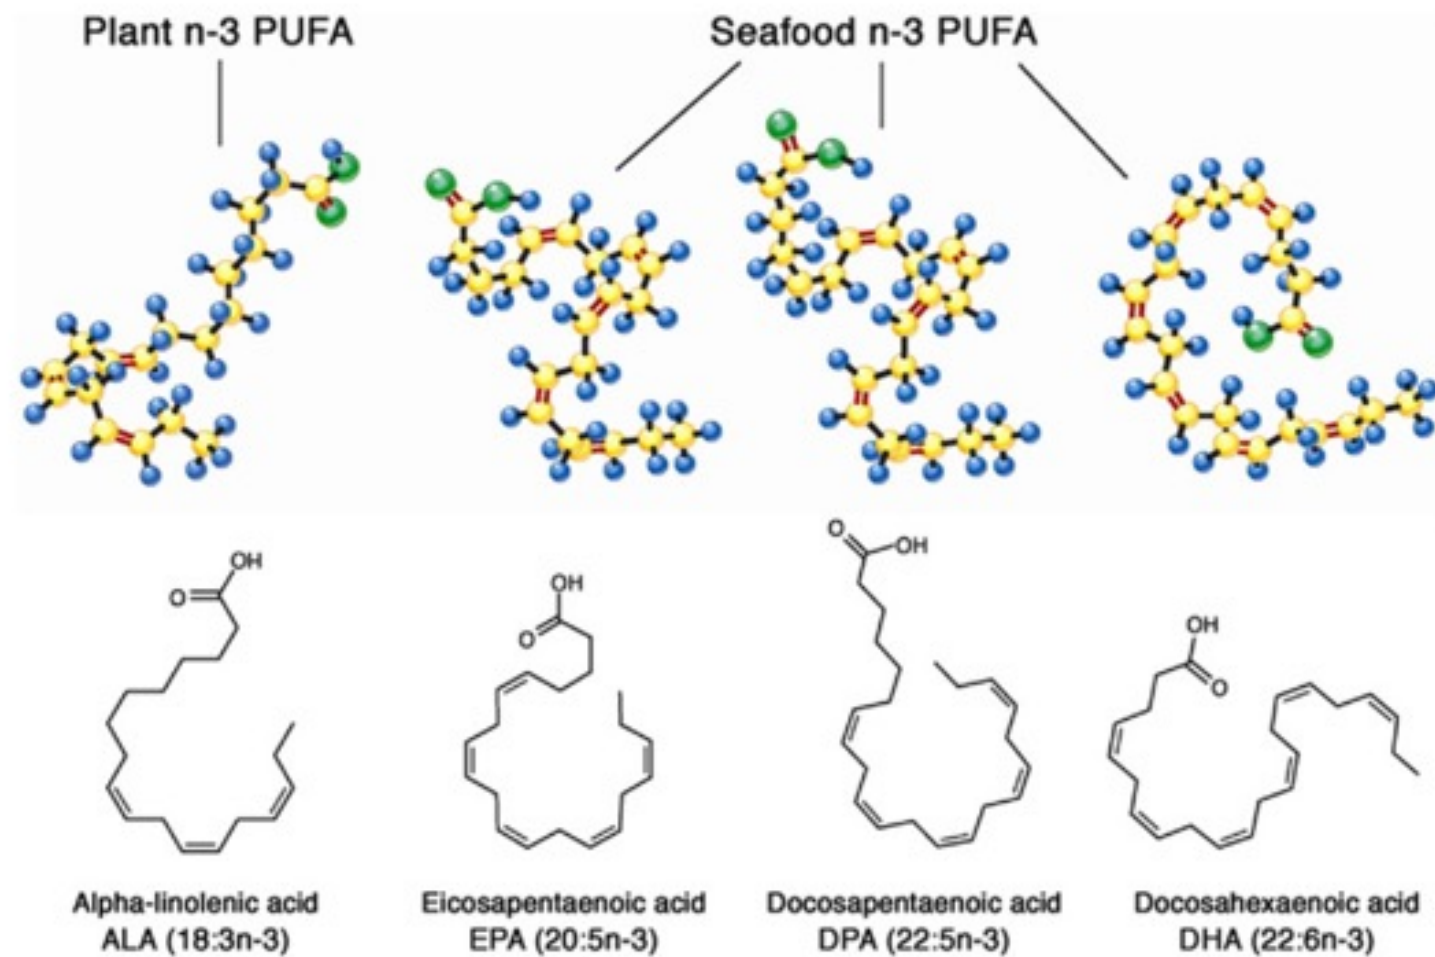 Plant n-3 PUFA
Seafood n-3 PUFA
OH
O
OH
O
O
OH
OH
O
Alpha-linolenic acid
ALA (18:3n-3)
Eicosapentaenoic acid
EPA (20:5n-3)
Docosapentaenoic acid
DPA (22:5n-3)
Docosahexaenoic acid
DHA (22:6n-3)